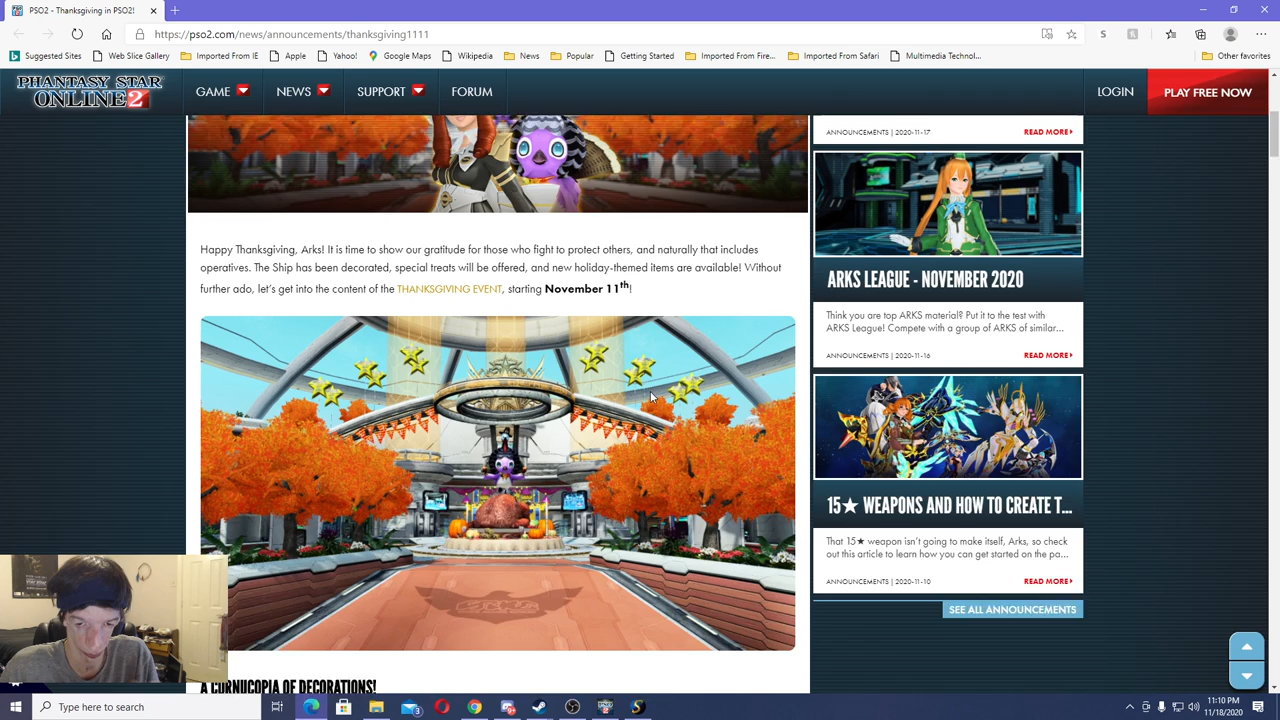 PSO2 - Thanksgiving in PSO2!
https://pso2.com/news/announcements/thanksgiving1111
Suggested Sites
Web Slice Gallery
Imported From IE
Apple
Yahoo!
Google Maps
Wikipedia
News
Popular
Getting Started
Imported From Fire...
Imported From Safari
Multimedia Technol...
Other favorites
PHANTASY STAR
ONLINE 2
GAME
NEWS
SUPPORT
FORUM
LOGIN
PLAY FREE NOW
Happy Thanksgiving, Arks! It is time to show our gratitude for those who fight to protect others, and naturally that includes
operatives. The Ship has been decorated, special treats will be offered, and new holiday-themed items are available! Without
further ado, let's get into the content of the THANKSGIVING EVENT, starting November 11th!
A CORNUCOPIA OF DECORATIONS!
ANNOUNCEMENTS | 2020-11-17
READ MORE
ARKS LEAGUE - NOVEMBER 2020
Think you are top ARKS material? Put it to the test with
ARKS League! Compete with a group of ARKS of similar...
ANNOUNCEMENTS | 2020-11-16
READ MORE
15★ WEAPONS AND HOW TO CREATE T...
That 15★ weapon isn't going to make itself, Arks, so check
out this article to learn how you can get started on the pa...
ANNOUNCEMENTS | 2020-11-10
READ MORE
SEE ALL ANNOUNCEMENTS
Type here to search
11:10 PM
11/18/2020